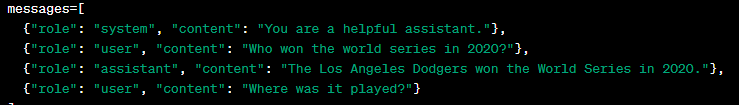 messages=[
{"role": "system", "content": "You are a helpful assistant."},
{"role": "user", "content": "Who won the world series in 2020?"},
{"role": "assistant", "content": "The Los Angeles Dodgers won the World Series in 2020."},
{"role": "user", "content": "Where was it played?"}